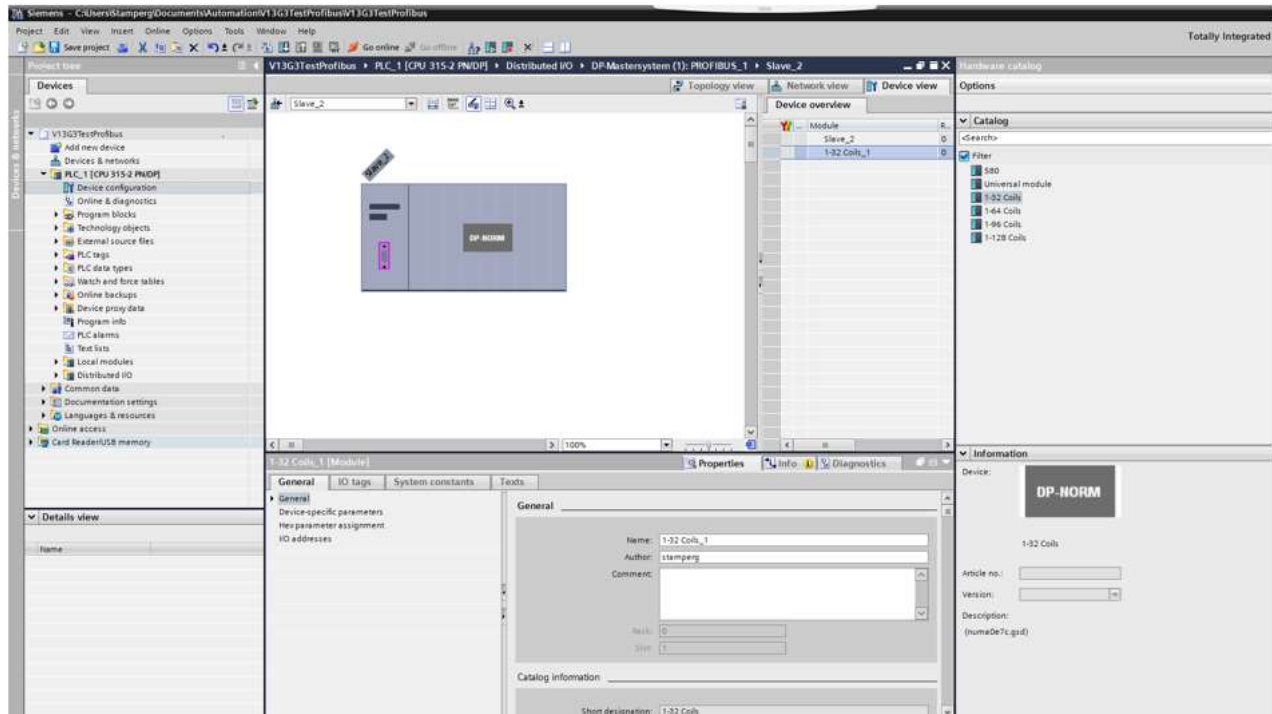 Siemens - C:\Users\Stamperg\Documents\Automation\V13G3TestProfibus\V13G3TestProfibus
Project Edit View Insert Online Options Tools Window Help
Save project Go online Go offline
Totally Integrated
Project tree
Devices
Devices & networks
V13G3TestProfibus
Add new device
Devices & networks
PLC_1 [CPU 315-2 PN/DP]
Device configuration
Online & diagnostics
Program blocks
Technology objects
External source files
PLC tags
PLC data types
Watch and force tables
Online backups
Device proxy data
Program info
PLC alarms
Text lists
Local modules
Distributed I/O
Common data
Documentation settings
Languages & resources
Online access
Card Reader/USB memory
Details view
Name
V13G3TestProfibus PLC_1 [CPU 315-2 PN/DP] Distributed I/O DP-Mastersystem (1): PROFIBUS_1 Slave_2
Topology view Network view Device view
Slave_2
Slave_2
DP-NORM
100%
Device overview
Module R...
Slave_2 0
1-32 Coils_1 0
1-32 Coils_1 [Module]
Properties Info Diagnostics
General IO tags System constants Texts
General
Device-specific parameters
Hex parameter assignment
I/O addresses
General
Name: 1-32 Coils_1
Author: stamperg
Comment:
Rack: 0
Slot: 1
Catalog information
Short designation: 1-32 Coils
Hardware catalog
Options
Catalog
<Search>
Filter
S80
Universal module
1-32 Coils
1-64 Coils
1-96 Coils
1-128 Coils
Information
Device:
DP-NORM
1-32 Coils
Article no.:
Version:
Description:
(numa0e7c.gsd)